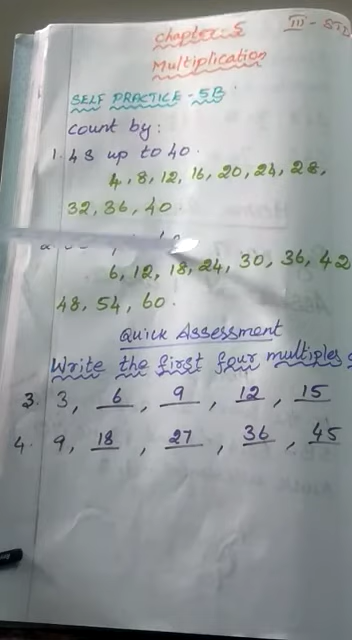 Chapter-5
III - STD
Multiplication
SELF PRACTICE - 5B
Count by:
1. 4s up to 40.
4, 8, 12, 16, 20, 24, 28,
32, 36, 40.
6, 12, 18, 24, 30, 36, 42
48, 54, 60.
Quick Assessment
Write the first four multiples
3. 3, 6, 9, 12, 15
4. 9, 18, 27, 36, 45